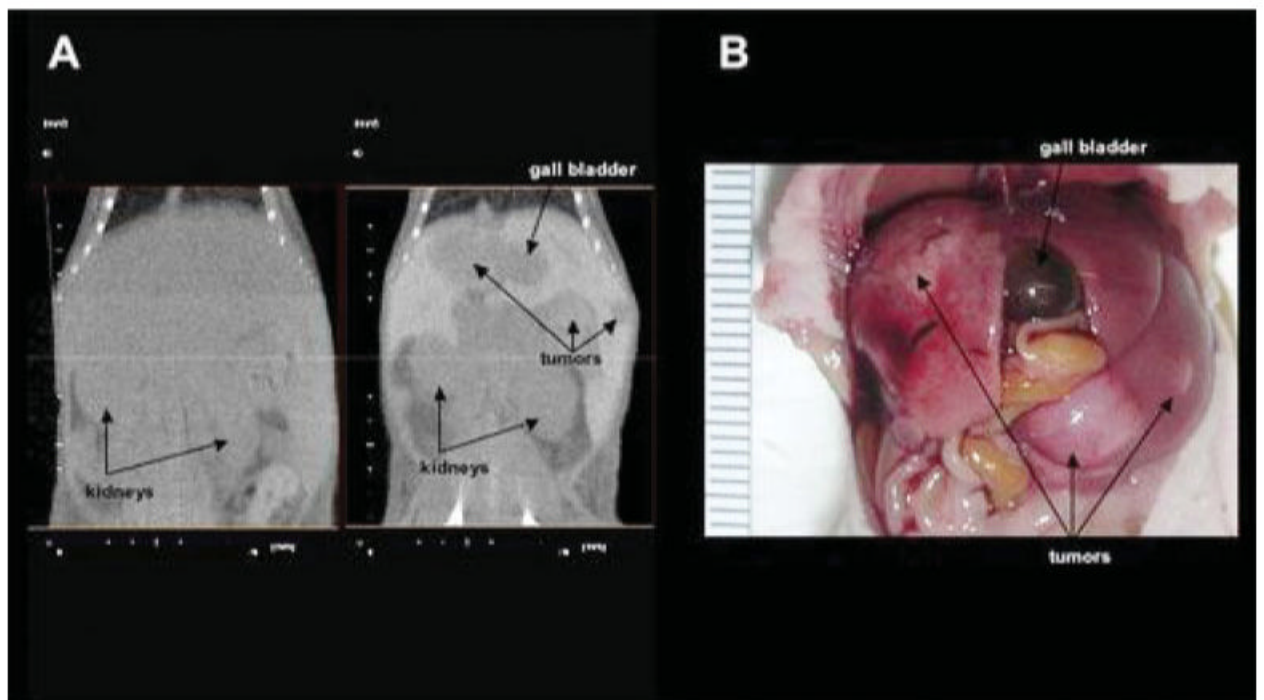 A
B
gall bladder
gall bladder
tumors
kidneys
kidneys
tumors